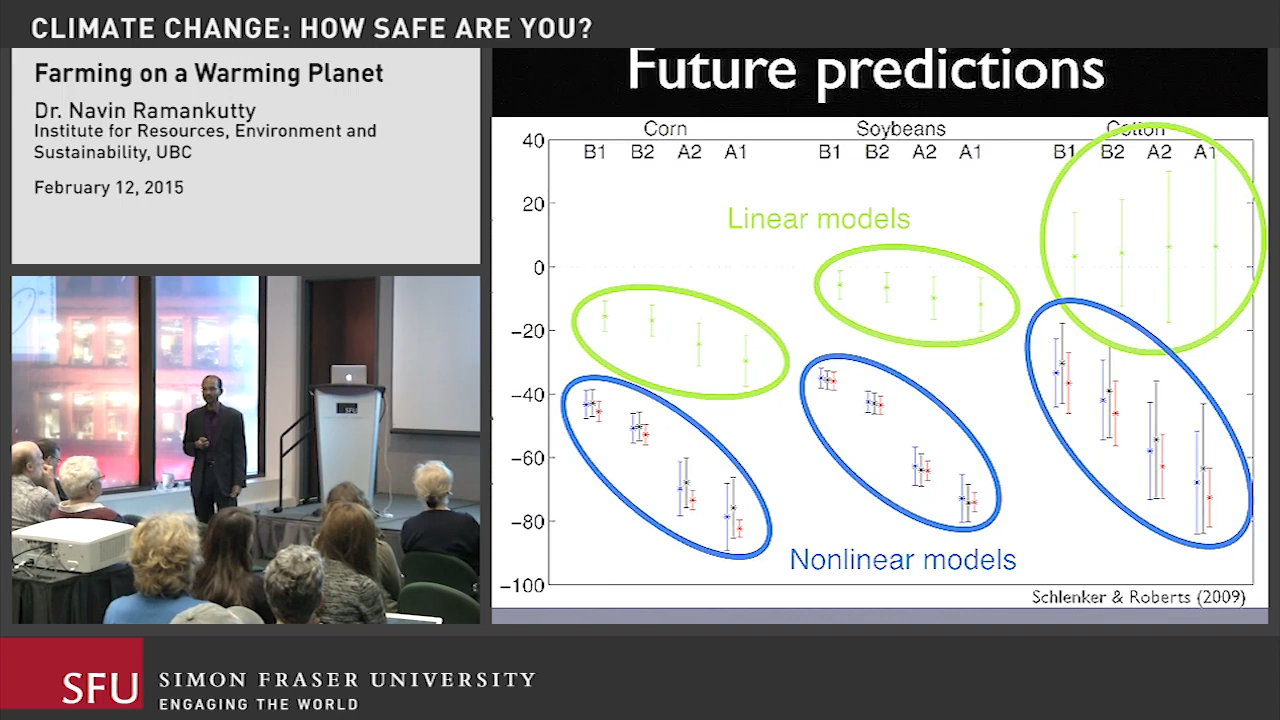 CLIMATE CHANGE: HOW SAFE ARE YOU?
Farming on a Warming Planet
Dr. Navin Ramankutty
Institute for Resources, Environment and
Sustainability, UBC
February 12, 2015
Future predictions
Corn Soybeans Cotton
B1 B2 A2 A1 B1 B2 A2 A1 B1 B2 A2 A1
40
20
0
−20
−40
−60
−80
−100
Linear models
Nonlinear models
Schlenker & Roberts (2009)
SFU
SFU
SIMON FRASER UNIVERSITY
ENGAGING THE WORLD